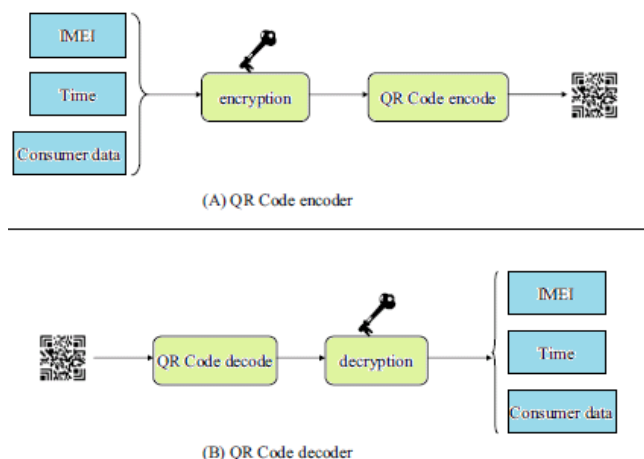 IMEI
Time
Consumer data
encryption
QR Code encode
(A) QR Code encoder
QR Code decode
decryption
IMEI
Time
Consumer data
(B) QR Code decoder